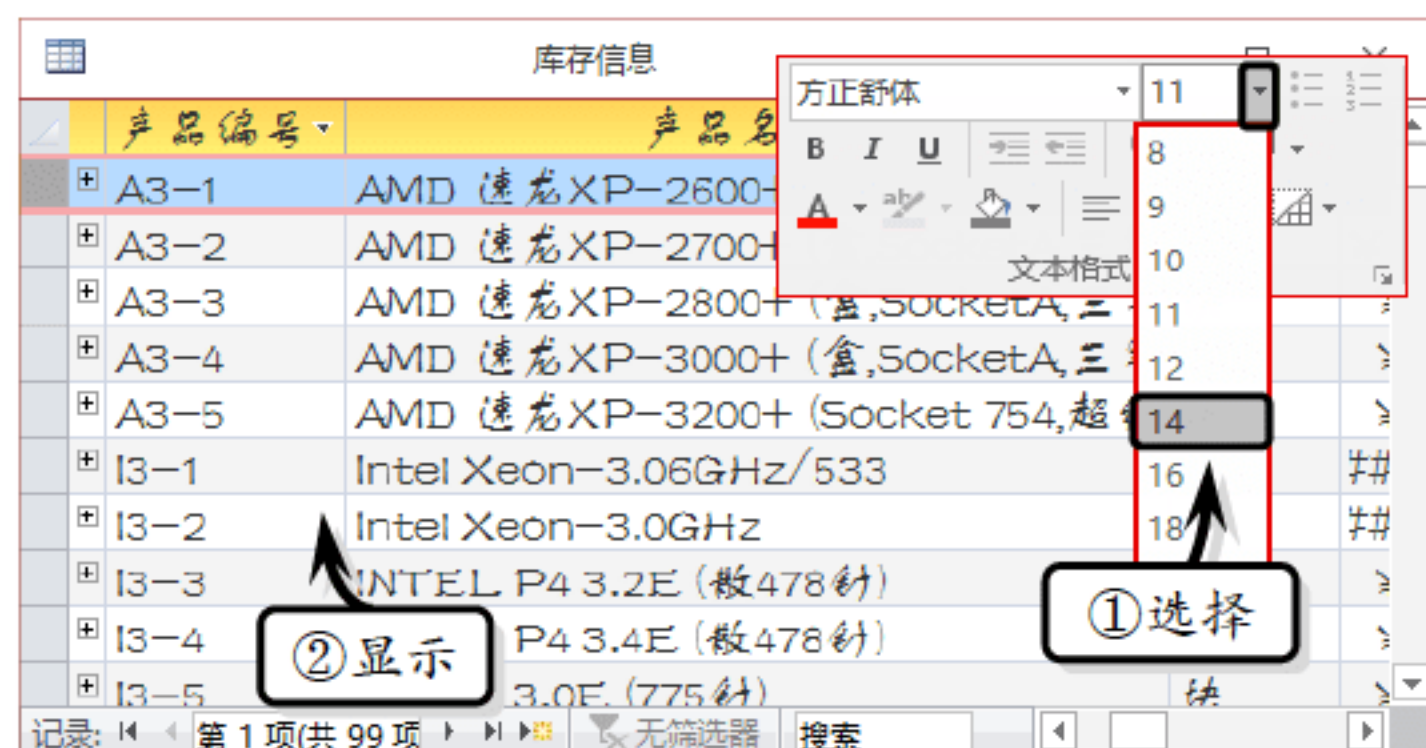 库存信息
方正舒体 11
B I U
8
9
10
11
12
14
16
18
文本格式
产品编号 产品名
A3-1 AMD 速龙XP-2600+
A3-2 AMD 速龙XP-2700+
A3-3 AMD 速龙XP-2800+ (盒,SocketA,三
A3-4 AMD 速龙XP-3000+ (盒,SocketA,三
A3-5 AMD 速龙XP-3200+ (Socket 754,超
I3-1 Intel Xeon-3.06GHz/533 ##
I3-2 Intel Xeon-3.0GHz ##
I3-3 INTEL P4 3.2E (散478针)
I3-4 P4 3.4E (散478针)
I3-5 3.0E (775针) 块
①选择
②显示
记录: 第 1 项(共 99 项 无筛选器 搜索